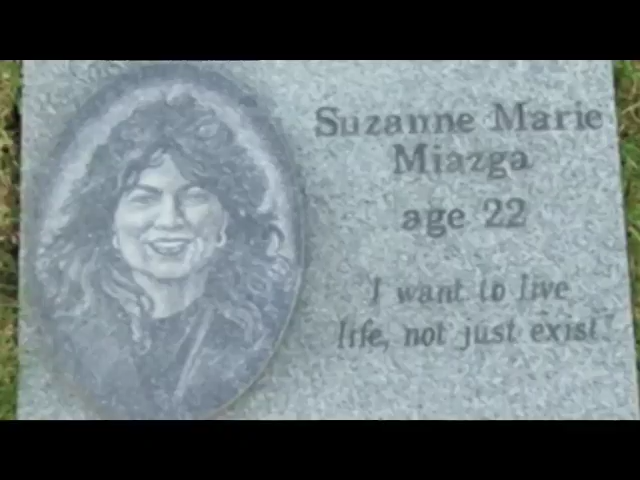 Suzanne Marie
Miazga
age 22
"I want to live
life, not just exist"